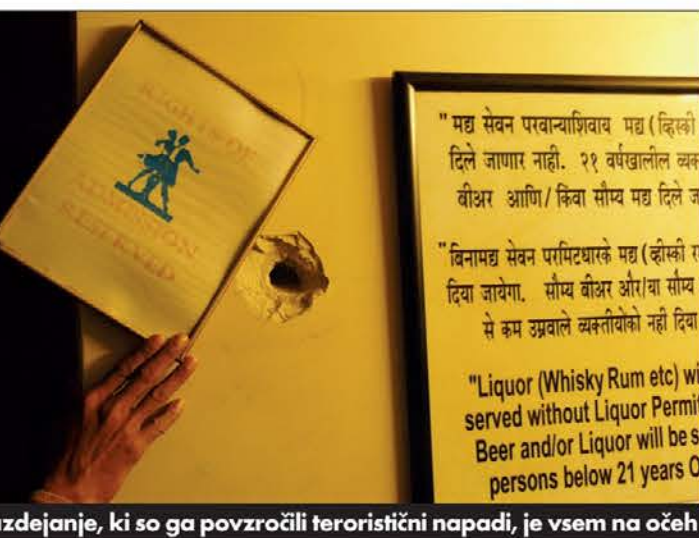 RIGHTS OF
ADMISSION
RESERVED
" मद्य सेवन परवान्याशिवाय मद्य ( व्हिस्की
दिले जाणार नाही. २१ वर्षाखालील
बीअर आणि / किंवा सौम्य मद्य दिले
" बिनामद्य सेवन परमिटधारके मद्य ( व्हीस्की
दिया जायेगा. सौम्य बीअर और/या सौम्य
से कम उम्रवाले व्यक्तीयोंको नही दिया
"Liquor (Whisky Rum etc)
served without Liquor
Beer and/or Liquor will be
persons below 21 years
ki so ga povzročili teroristični napadi, je vsem na očeh